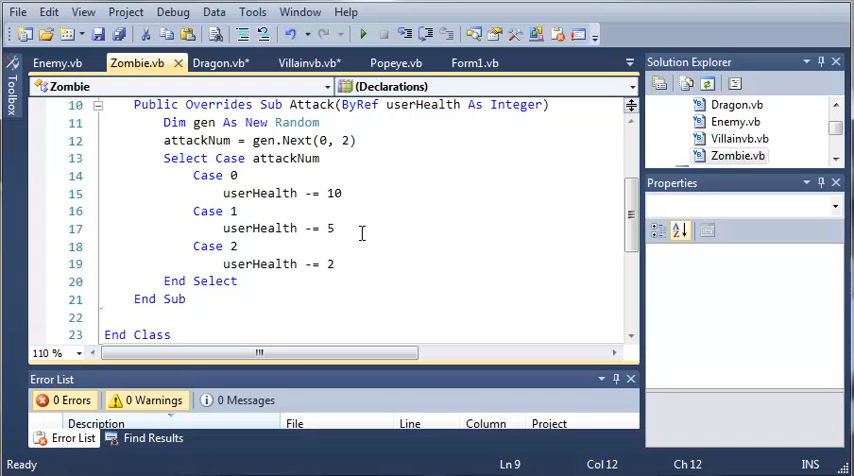 File Edit View Project Debug Data Tools Window Help
Enemy.vb Zombie.vb Dragon.vb* Villainvb.vb* Popeye.vb Form1.vb
Toolbox
Zombie (Declarations)
10 Public Overrides Sub Attack(ByRef userHealth As Integer)
11 Dim gen As New Random
12 attackNum = gen.Next(0, 2)
13 Select Case attackNum
14 Case 0
15 userHealth -= 10
16 Case 1
17 userHealth -= 5
18 Case 2
19 userHealth -= 2
20 End Select
21 End Sub
22
23 End Class
110 %
Solution Explorer
Dragon.vb
Enemy.vb
Villainvb.vb
Zombie.vb
Properties
Error List
0 Errors 0 Warnings 0 Messages
Description File Line Column Project
Error List Find Results
Ready Ln 9 Col 12 Ch 12 INS